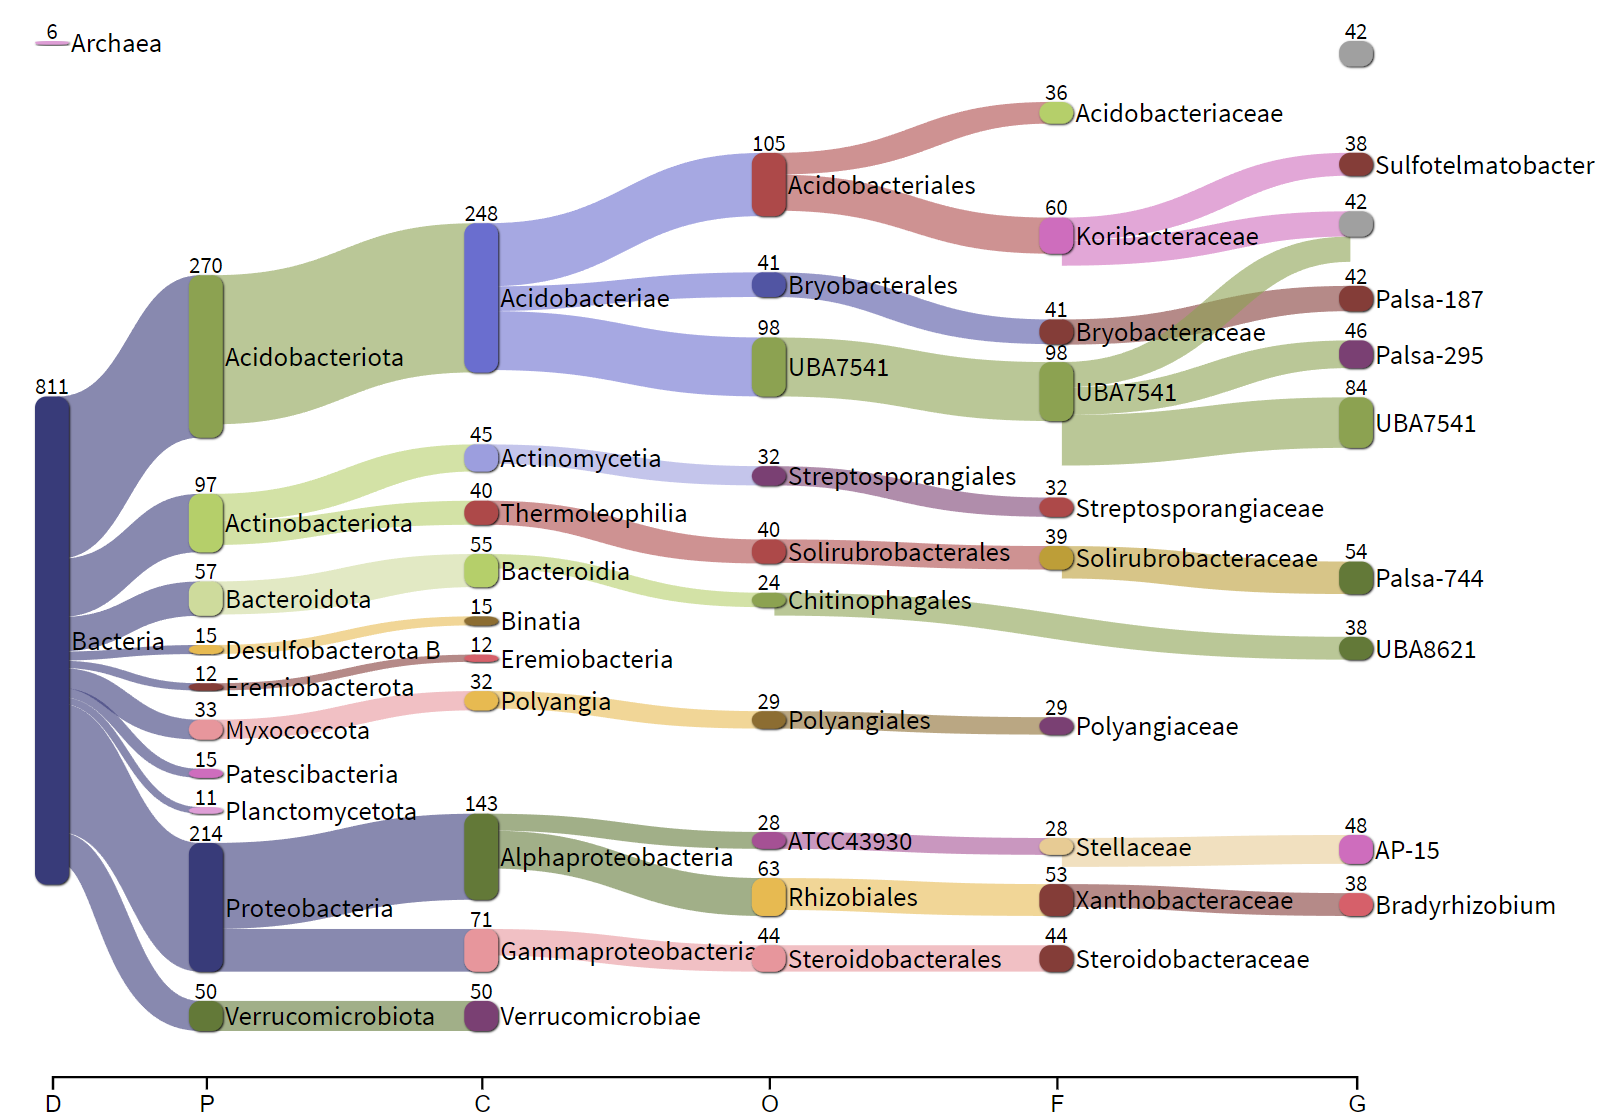 6
Archaea
811
Bacteria
270
Acidobacteriota
97
Actinobacteriota
57
Bacteroidota
15
Desulfobacterota B
12
Eremiobacterota
33
Myxococcota
15
Patescibacteria
11
Planctomycetota
214
Proteobacteria
50
Verrucomicrobiota
248
Acidobacteriae
45
Actinomycetia
40
Thermoleophilia
55
Bacteroidia
15
Binatia
12
Eremiobacteria
32
Polyangia
143
Alphaproteobacteria
71
Gammaproteobacteria
50
Verrucomicrobiae
105
Acidobacteriales
41
Bryobacterales
98
UBA7541
32
Streptosporangiales
40
Solirubrobacterales
24
Chitinophagales
29
Polyangiales
28
ATCC43930
63
Rhizobiales
44
Steroidobacterales
36
Acidobacteriaceae
60
Koribacteraceae
41
Bryobacteraceae
98
UBA7541
32
Streptosporangiaceae
39
Solirubrobacteraceae
29
Polyangiaceae
28
Stellaceae
53
Xanthobacteraceae
44
Steroidobacteraceae
42
38
Sulfotelmatobacter
42
42
Palsa-187
46
Palsa-295
84
UBA7541
54
Palsa-744
38
UBA8621
48
AP-15
38
Bradyrhizobium
D P C O F G